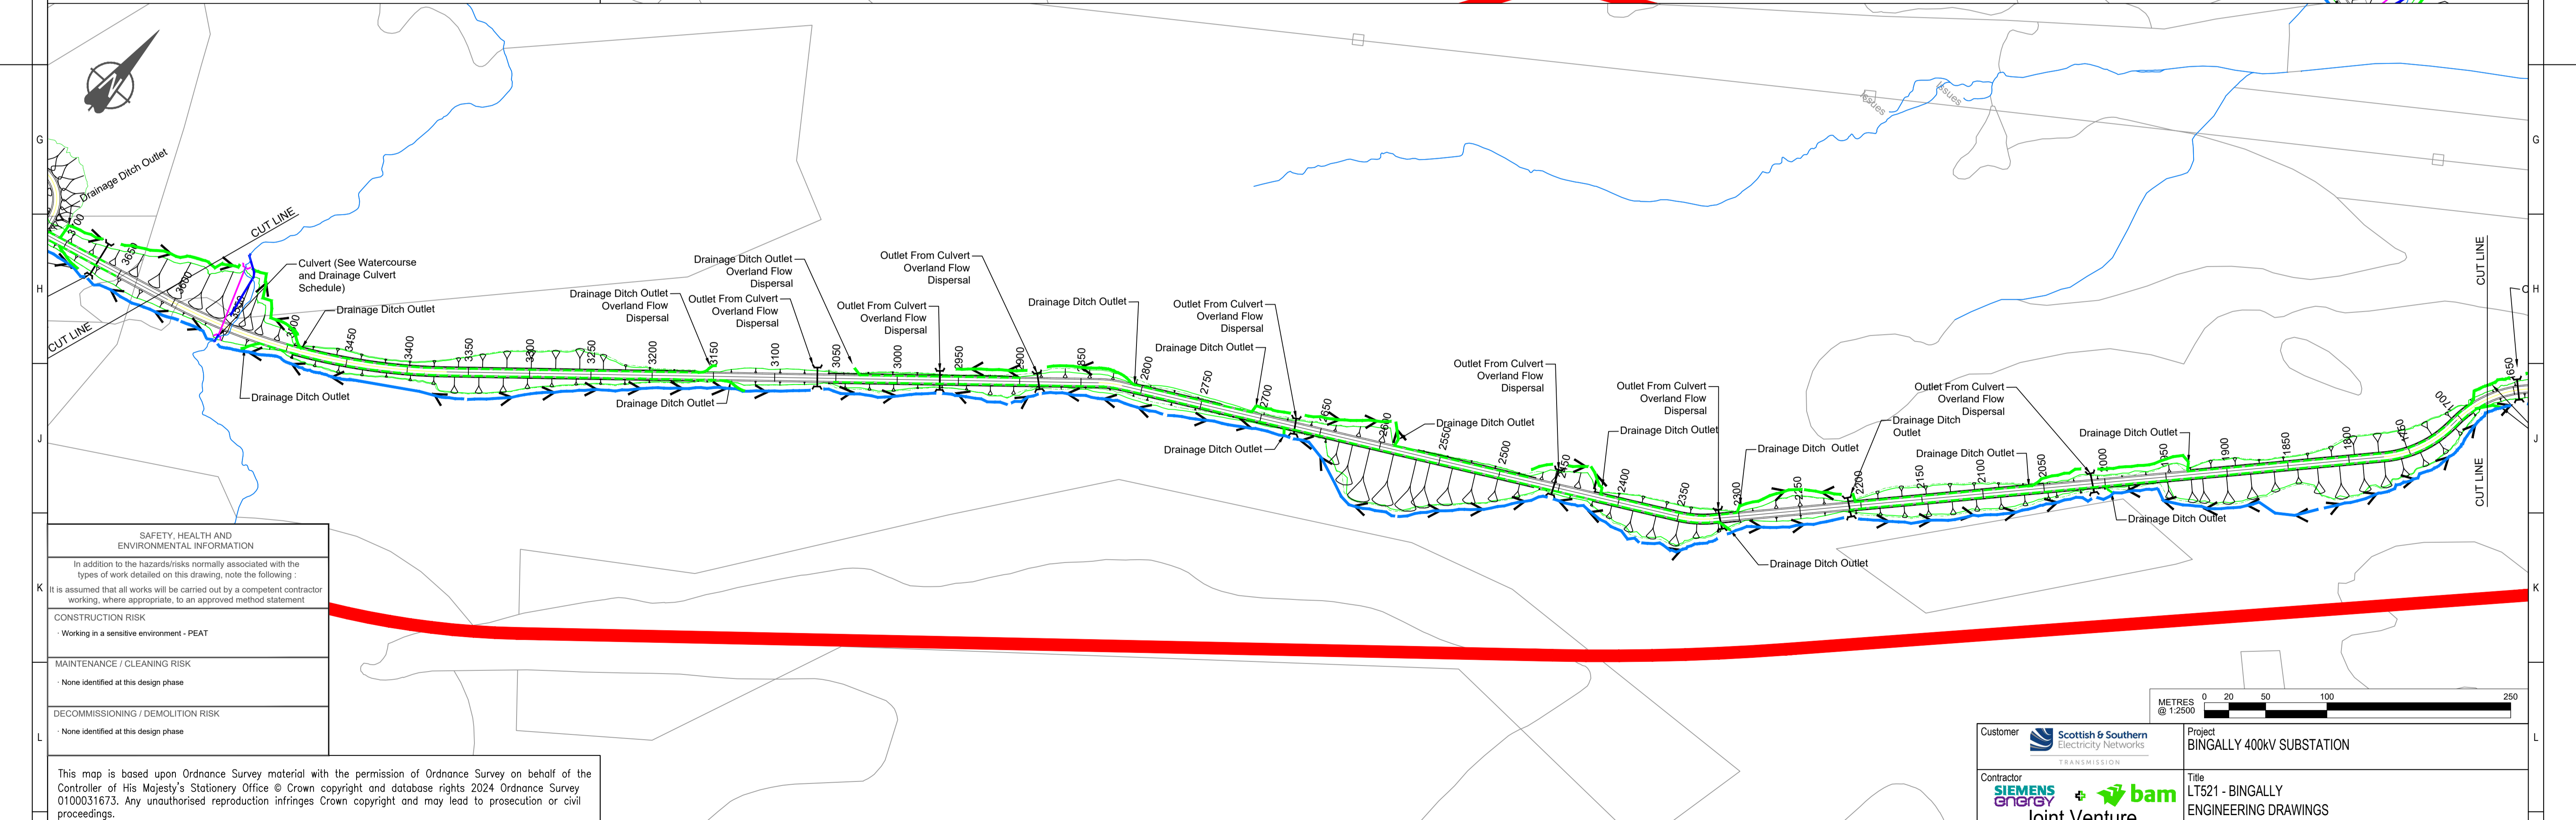 G
H
J
K
L
G
H
J
K
L
Issues
Issues
Drainage Ditch Outlet
CUT LINE
CUT LINE
CUT LINE
CUT LINE
3650
3600
3550
3500
3450
3400
3350
3300
3250
3200
3150
3100
3050
3000
2950
2900
2850
2800
2750
2700
2650
2600
2550
2500
2450
2400
2350
2300
2250
2200
2150
2100
2050
2000
1950
1900
1850
1800
1750
1700
1650
Culvert (See Watercourse
and Drainage Culvert
Schedule)
Drainage Ditch Outlet
Drainage Ditch Outlet
Drainage Ditch Outlet
Overland Flow
Dispersal
Drainage Ditch Outlet
Drainage Ditch Outlet
Overland Flow
Dispersal
Outlet From Culvert
Overland Flow
Dispersal
Outlet From Culvert
Overland Flow
Dispersal
Outlet From Culvert
Overland Flow
Dispersal
Drainage Ditch Outlet
Outlet From Culvert
Overland Flow
Dispersal
Drainage Ditch Outlet
Drainage Ditch Outlet
Drainage Ditch Outlet
Outlet From Culvert
Overland Flow
Dispersal
Drainage Ditch Outlet
Outlet From Culvert
Overland Flow
Dispersal
Drainage Ditch Outlet
Drainage Ditch Outlet
Drainage Ditch
Outlet
Outlet From Culvert
Overland Flow
Dispersal
Drainage Ditch Outlet
Drainage Ditch Outlet
Drainage Ditch Outlet
SAFETY, HEALTH AND
ENVIRONMENTAL INFORMATION
In addition to the hazards/risks normally associated with the
types of work detailed on this drawing, note the following :
It is assumed that all works will be carried out by a competent contractor
working, where appropriate, to an approved method statement
CONSTRUCTION RISK
· Working in a sensitive environment - PEAT
MAINTENANCE / CLEANING RISK
· None identified at this design phase
DECOMMISSIONING / DEMOLITION RISK
· None identified at this design phase
This map is based upon Ordnance Survey material with the permission of Ordnance Survey on behalf of the
Controller of His Majesty's Stationery Office © Crown copyright and database rights 2024 Ordnance Survey
0100031673. Any unauthorised reproduction infringes Crown copyright and may lead to prosecution or civil
proceedings.
METRES
@ 1:2500
0 20 50 100 250
Customer
Scottish & Southern
Electricity Networks
TRANSMISSION
Project
BINGALLY 400kV SUBSTATION
Contractor
SIEMENS
energy
bam
Joint Venture
Title
LT521 - BINGALLY
ENGINEERING DRAWINGS